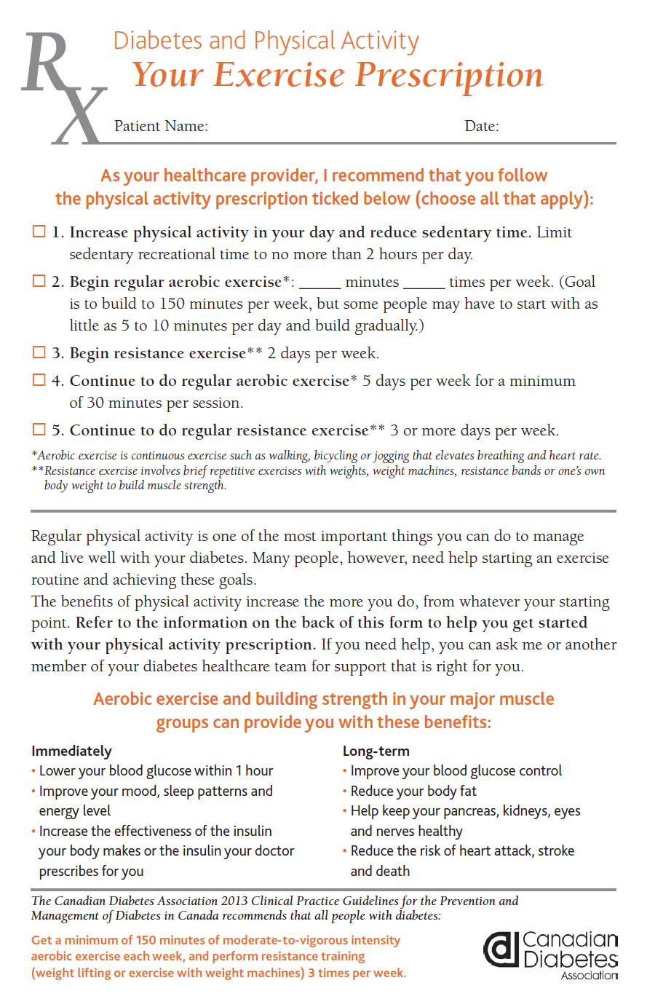 Rx
Diabetes and Physical Activity
Your Exercise Prescription
Patient Name: Date:
As your healthcare provider, I recommend that you follow
the physical activity prescription ticked below (choose all that apply):
☐ 1. Increase physical activity in your day and reduce sedentary time. Limit
sedentary recreational time to no more than 2 hours per day.
☐ 2. Begin regular aerobic exercise*: _____ minutes _____ times per week. (Goal
is to build to 150 minutes per week, but some people may have to start with as
little as 5 to 10 minutes per day and build gradually.)
☐ 3. Begin resistance exercise** 2 days per week.
☐ 4. Continue to do regular aerobic exercise* 5 days per week for a minimum
of 30 minutes per session.
☐ 5. Continue to do regular resistance exercise** 3 or more days per week.
*Aerobic exercise is continuous exercise such as walking, bicycling or jogging that elevates breathing and heart rate.
**Resistance exercise involves brief repetitive exercises with weights, weight machines, resistance bands or one's own
body weight to build muscle strength.
Regular physical activity is one of the most important things you can do to manage
and live well with your diabetes. Many people, however, need help starting an exercise
routine and achieving these goals.
The benefits of physical activity increase the more you do, from whatever your starting
point. Refer to the information on the back of this form to help you get started
with your physical activity prescription. If you need help, you can ask me or another
member of your diabetes healthcare team for support that is right for you.
Aerobic exercise and building strength in your major muscle
groups can provide you with these benefits:
Immediately
• Lower your blood glucose within 1 hour
• Improve your mood, sleep patterns and
energy level
• Increase the effectiveness of the insulin
your body makes or the insulin your doctor
prescribes for you
Long-term
• Improve your blood glucose control
• Reduce your body fat
• Help keep your pancreas, kidneys, eyes
and nerves healthy
• Reduce the risk of heart attack, stroke
and death
The Canadian Diabetes Association 2013 Clinical Practice Guidelines for the Prevention and
Management of Diabetes in Canada recommends that all people with diabetes:
Get a minimum of 150 minutes of moderate-to-vigorous intensity
aerobic exercise each week, and perform resistance training
(weight lifting or exercise with weight machines) 3 times per week.
Canadian
Diabetes
Association